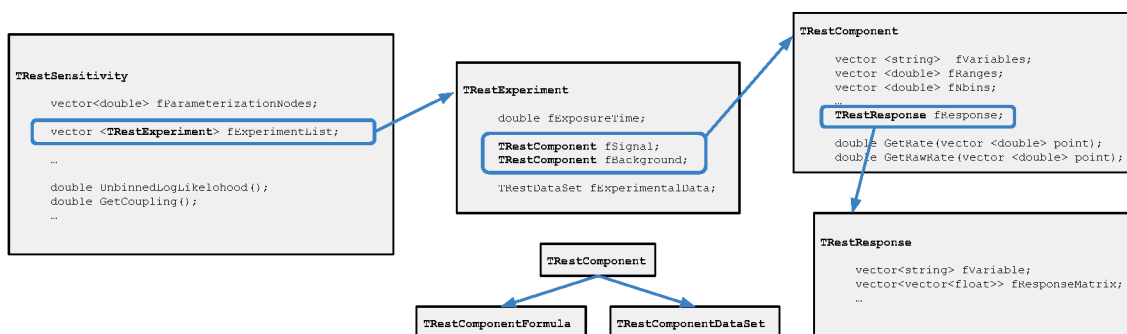 TRestSensitivity
vector<double> fParameterizationNodes;
vector <TRestExperiment> fExperimentList;
…
double UnbinnedLogLikelohood();
double GetCoupling();
…
TRestExperiment
double fExposureTime;
TRestComponent fSignal;
TRestComponent fBackground;
TRestDataSet fExperimentalData;
TRestComponent
vector <string> fVariables;
vector <double> fRanges;
vector <double> fNbins;
…
TRestResponse fResponse;
double GetRate(vector <double> point);
double GetRawRate(vector <double> point);
TRestResponse
vector<string> fVariable;
vector<vector<float>> fResponseMatrix;
…
TRestComponent
TRestComponentFormula
TRestComponentDataSet